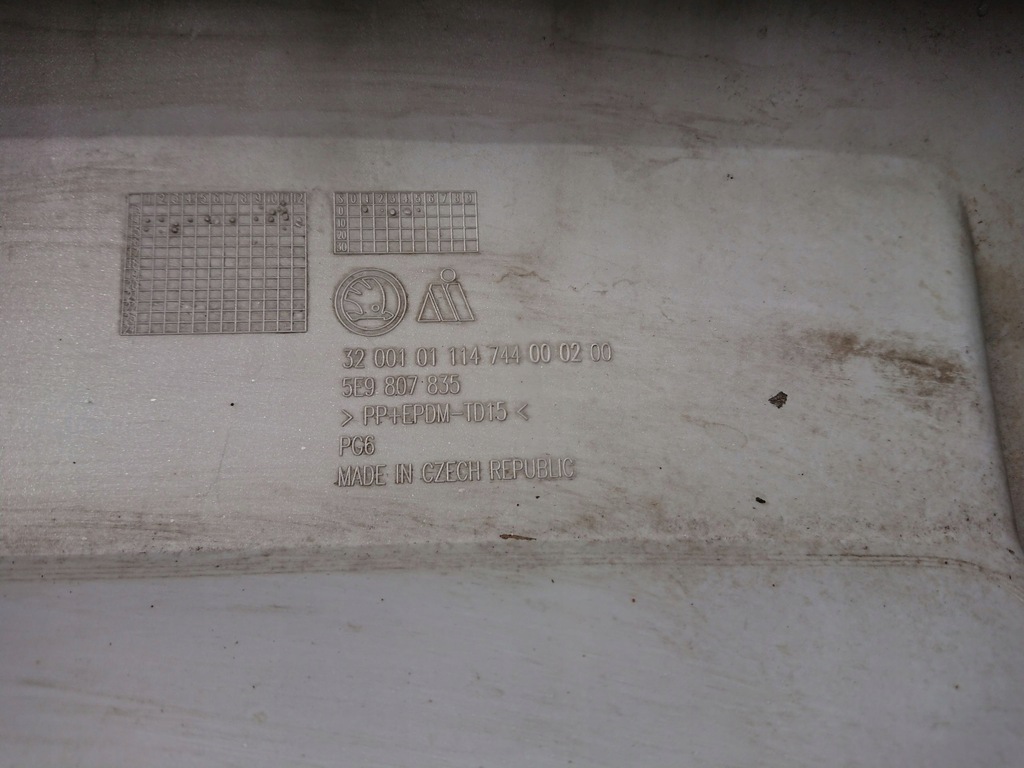 32 001 01 114 744 00 02 00
5E9 807 835
> PP+EPDM-TD15 <
PG6
MADE IN CZECH REPUBLIC